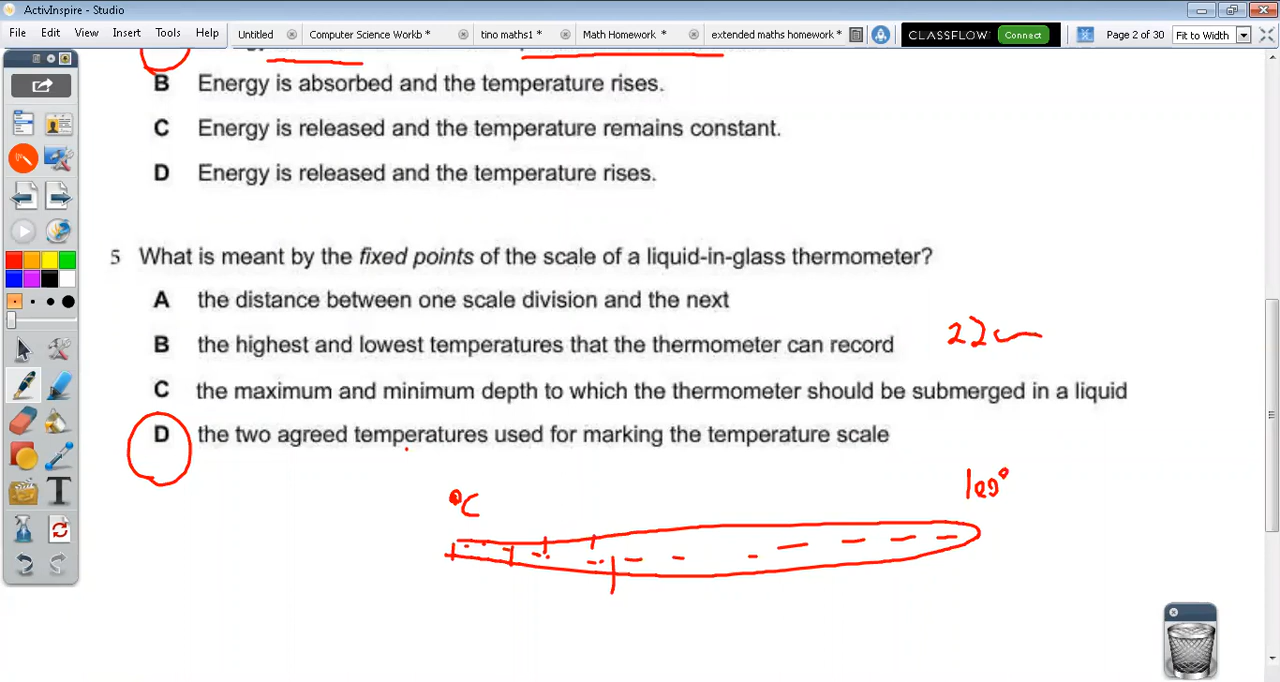 ActivInspire - Studio
File Edit View Insert Tools Help Untitled Computer Science Workb * tino maths1 * Math Homework * extended maths homework * CLASSFLOW Connect Page 2 of 30 Fit to Width
B Energy is absorbed and the temperature rises.
C Energy is released and the temperature remains constant.
D Energy is released and the temperature rises.
5 What is meant by the fixed points of the scale of a liquid-in-glass thermometer?
A the distance between one scale division and the next
B the highest and lowest temperatures that the thermometer can record
22cm
C the maximum and minimum depth to which the thermometer should be submerged in a liquid
D the two agreed temperatures used for marking the temperature scale
°C
100°
T